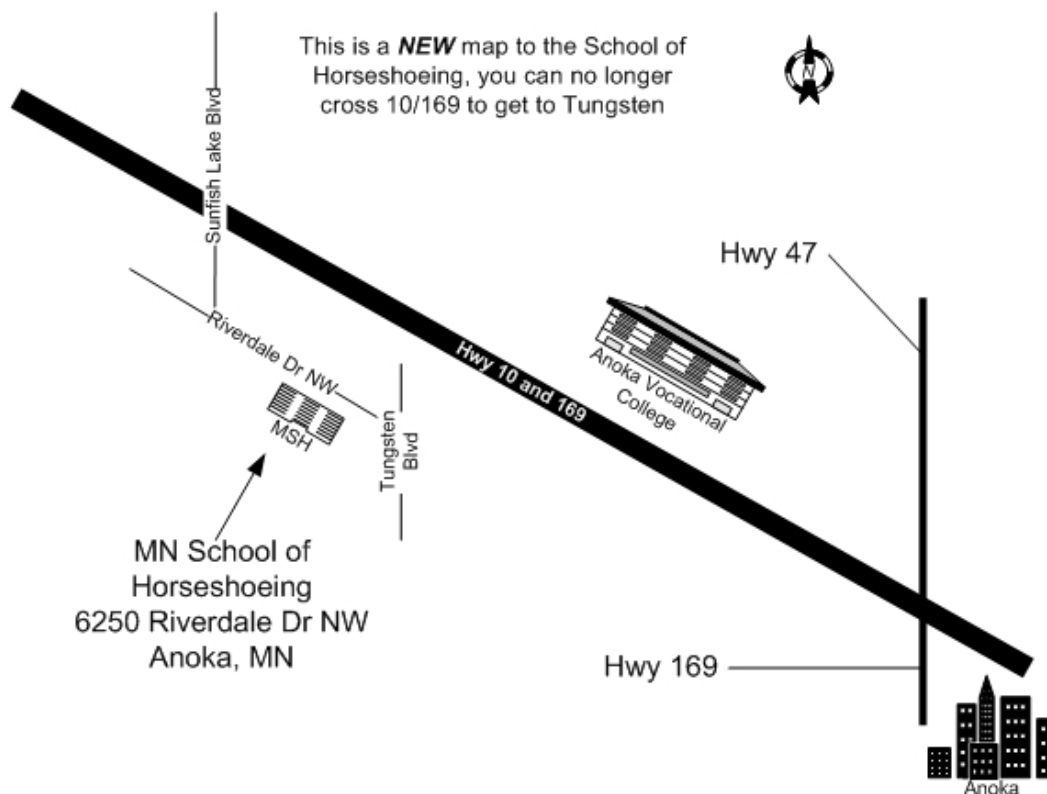 This is a NEW map to the School of
Horseshoeing, you can no longer
cross 10/169 to get to Tungsten
N
Sunfish Lake Blvd
Hwy 47
Riverdale Dr NW
Hwy 10 and 169
Anoka Vocational
College
MSH
Tungsten
Blvd
MN School of
Horseshoeing
6250 Riverdale Dr NW
Anoka, MN
Hwy 169
Anoka